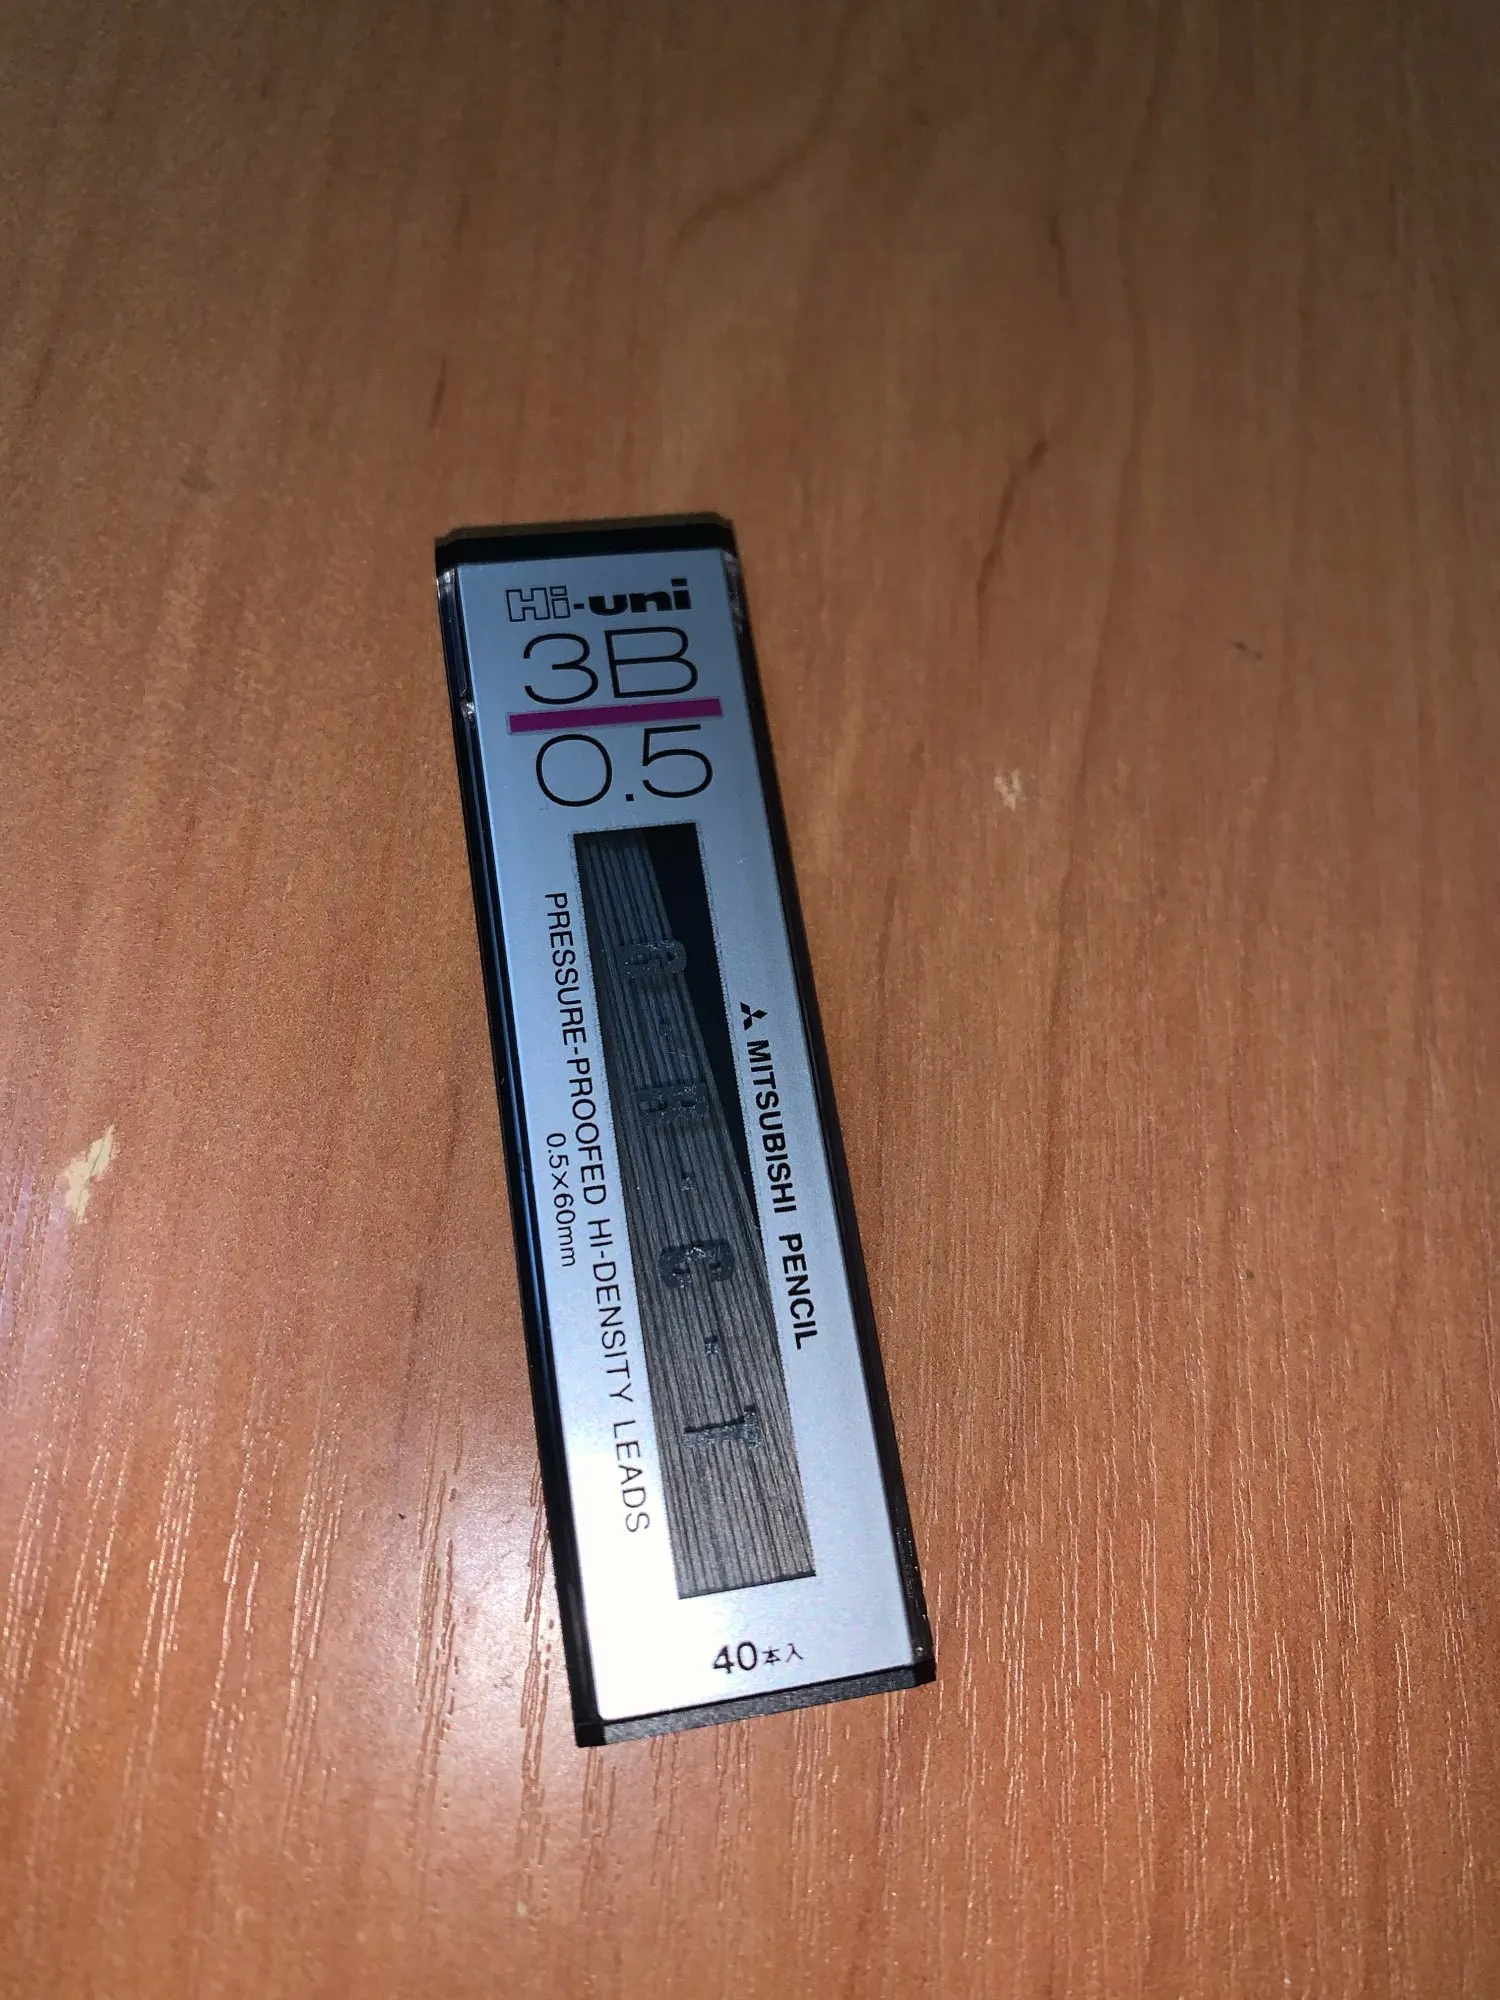 Hi-uni
3B
0.5
PRESSURE-PROOFED HI-DENSITY LEADS
0.5×60mm
MITSUBISHI PENCIL
40本入